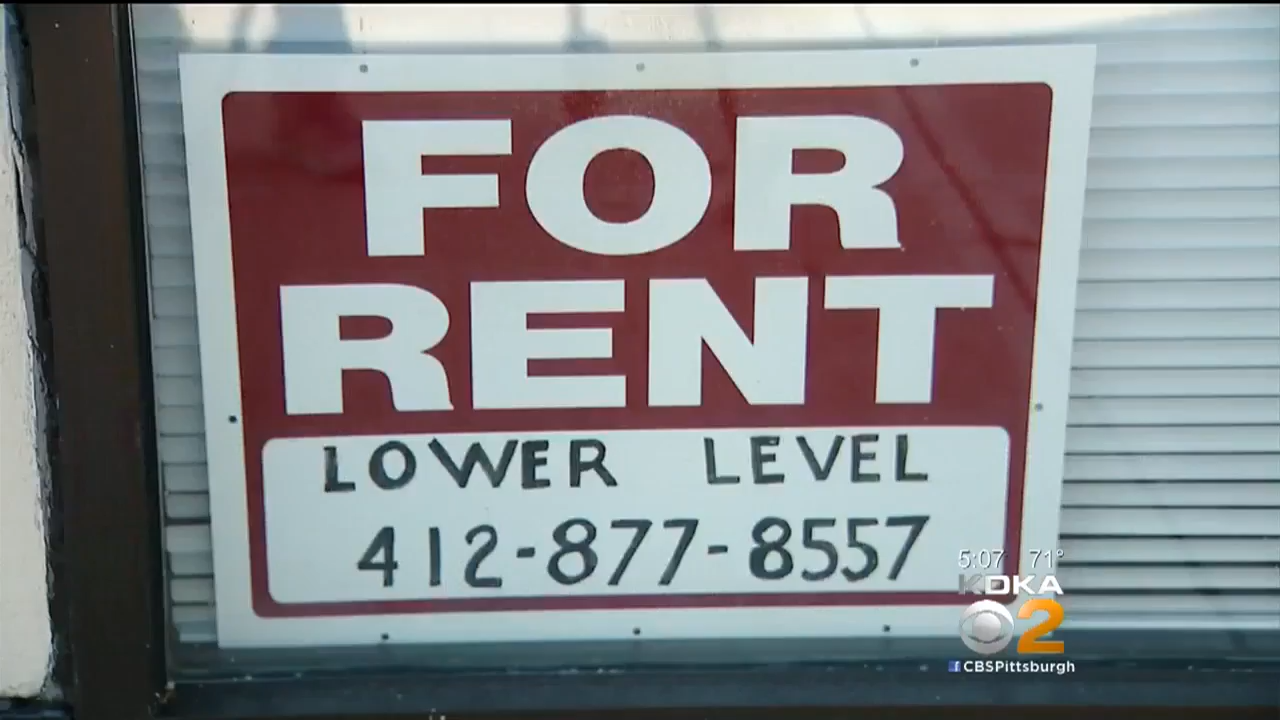 FOR
RENT
LOWER LEVEL
412-877-8557
5:07 71°
KDKA
2
CBSPittsburgh